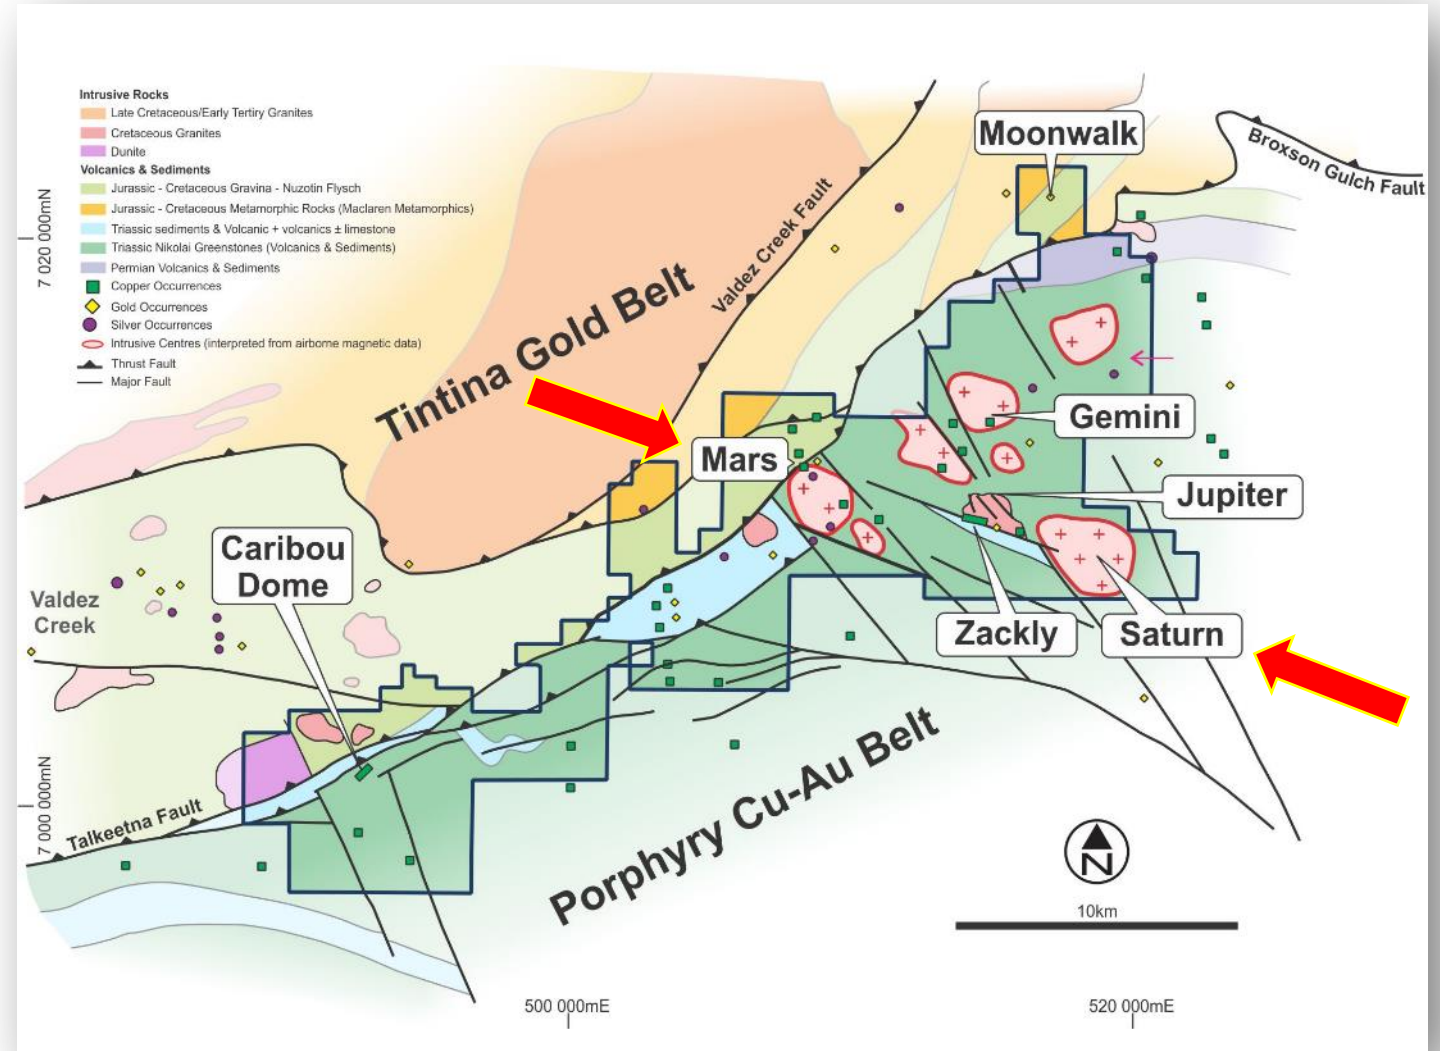 Intrusive Rocks
Late Cretaceous/Early Tertiry Granites
Cretaceous Granites
Dunite
Volcanics & Sediments
Jurassic - Cretaceous Gravina - Nuzotin Flysch
Jurassic - Cretaceous Metamorphic Rocks (Maclaren Metamorphics)
Triassic sediments & Volcanic + volcanics ± limestone
Triassic Nikolai Greenstones (Volcanics & Sediments)
Permian Volcanics & Sediments
Copper Occurrences
Gold Occurrences
Silver Occurrences
Intrusive Centres (interpreted from airborne magnetic data)
Thrust Fault
Major Fault
Moonwalk
Broxson Gulch Fault
7 020 000mN
Valdez Creek Fault
Tintina Gold Belt
Gemini
Mars
Jupiter
Caribou
Dome
Valdez
Creek
Zackly
Saturn
7 000 000mN
Talkeetna Fault
Porphyry Cu-Au Belt
N
10km
500 000mE
520 000mE